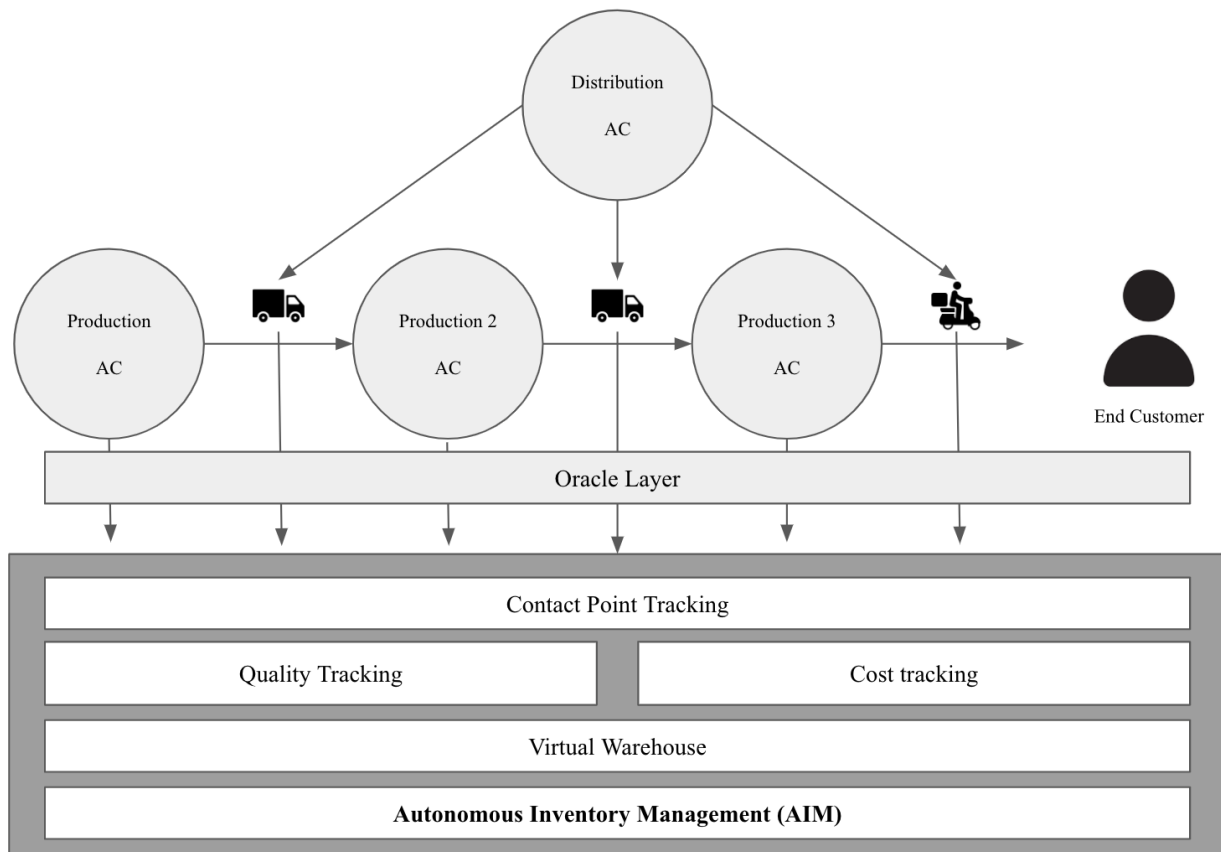 Distribution
AC
Production
AC
Production 2
AC
Production 3
AC
End Customer
Oracle Layer
Contact Point Tracking
Quality Tracking
Cost tracking
Virtual Warehouse
Autonomous Inventory Management (AIM)